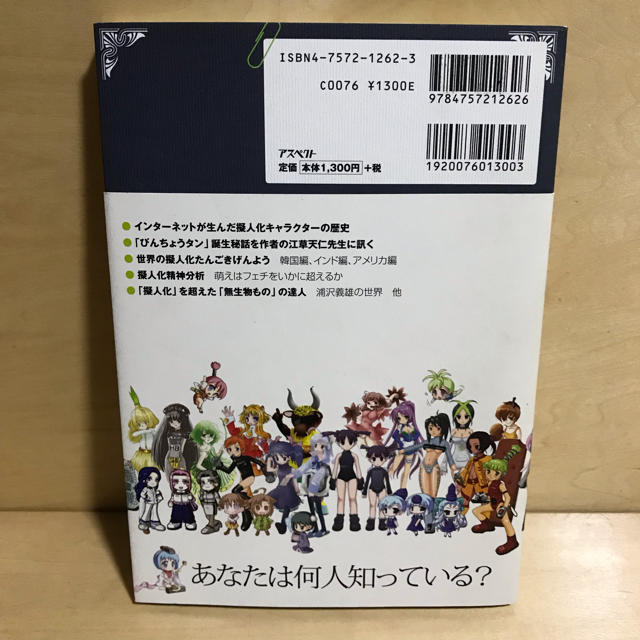 ISBN4-7572-1262-3
C0076 ¥1300E
9784757212626
アスペクト
定価 本体1,300円 +税
1920076013003
● インターネットが生んだ擬人化キャラクターの歴史
● 「びんちょうタン」誕生秘話を作者の江草天仁先生に訊く
● 世界の擬人化たんごきげんよう 韓国編、インド編、アメリカ編
● 擬人化精神分析 萌えはフェチをいかに超えるか
● 「擬人化」を超えた「無生物もの」の達人 浦沢義雄の世界 他
あなたは何人知っている？